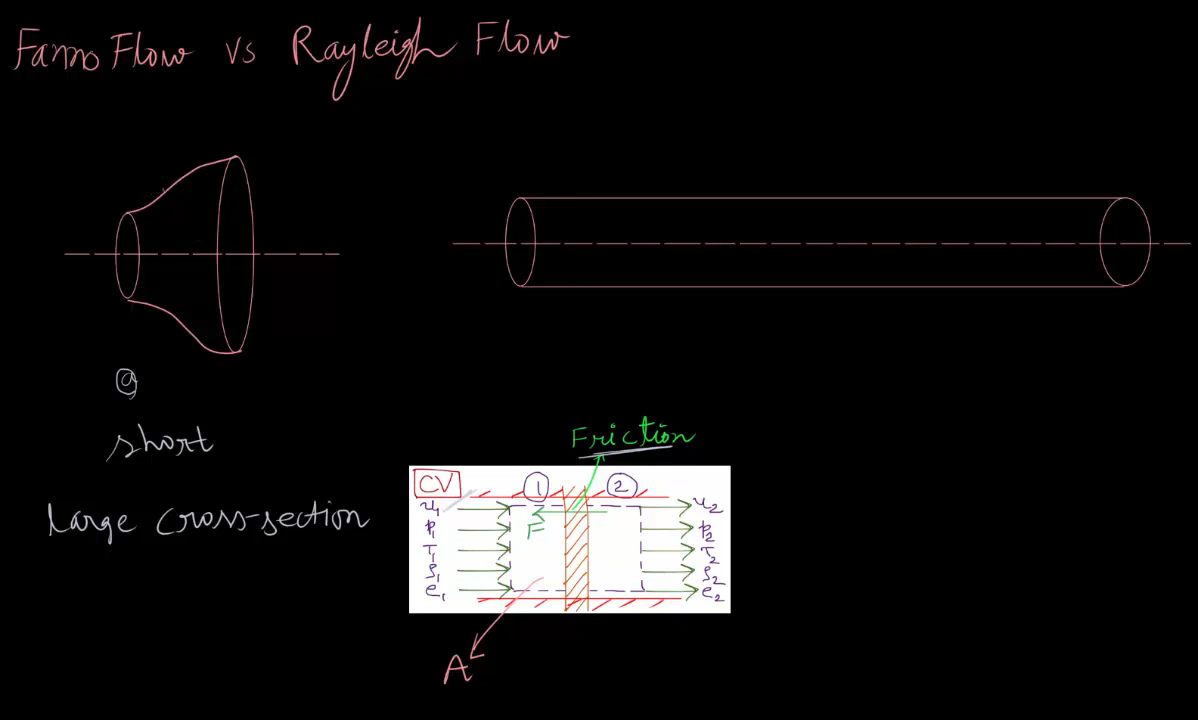 Fanno Flow vs Rayleigh Flow
a
short
large cross-section
Friction
CV
1
2
u₁
p₁
T₁
ρ₁
e₁
F
u₂
p₂
T₂
ρ₂
e₂
A